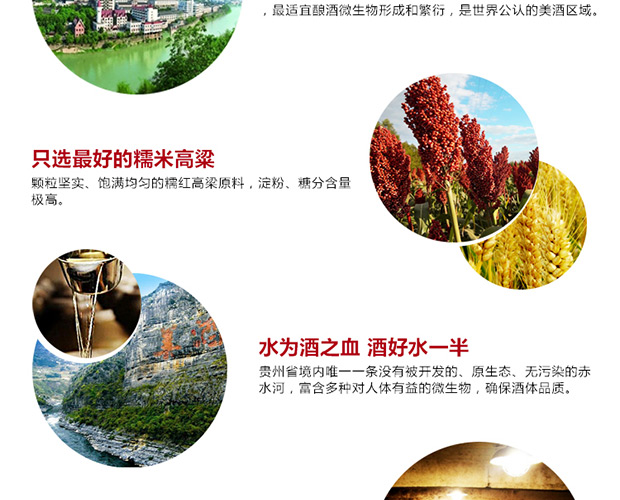 ，最适宜酿酒微生物形成和繁衍，是世界公认的美酒区域。
只选最好的糯米高粱
颗粒坚实、饱满均匀的糯红高梁原料，淀粉、糖分含量
极高。
水为酒之血 酒好水一半
贵州省境内唯一一条没有被开发的、原生态、无污染的赤
水河，富含多种对人体有益的微生物，确保酒体品质。